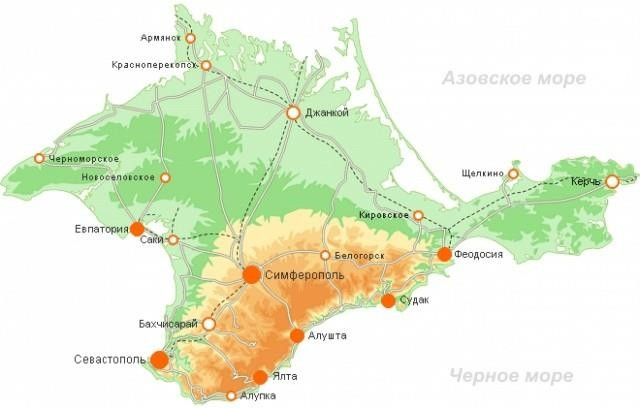 Армянск
Красноперекопск
Азовское море
Джанкой
Черноморское
Новоселовское
Щелкино
Керчь
Кировское
Евпатория
Саки
Белогорск
Феодосия
Симферополь
Судак
Бахчисарай
Алушта
Севастополь
Ялта
Черное море
Алупка